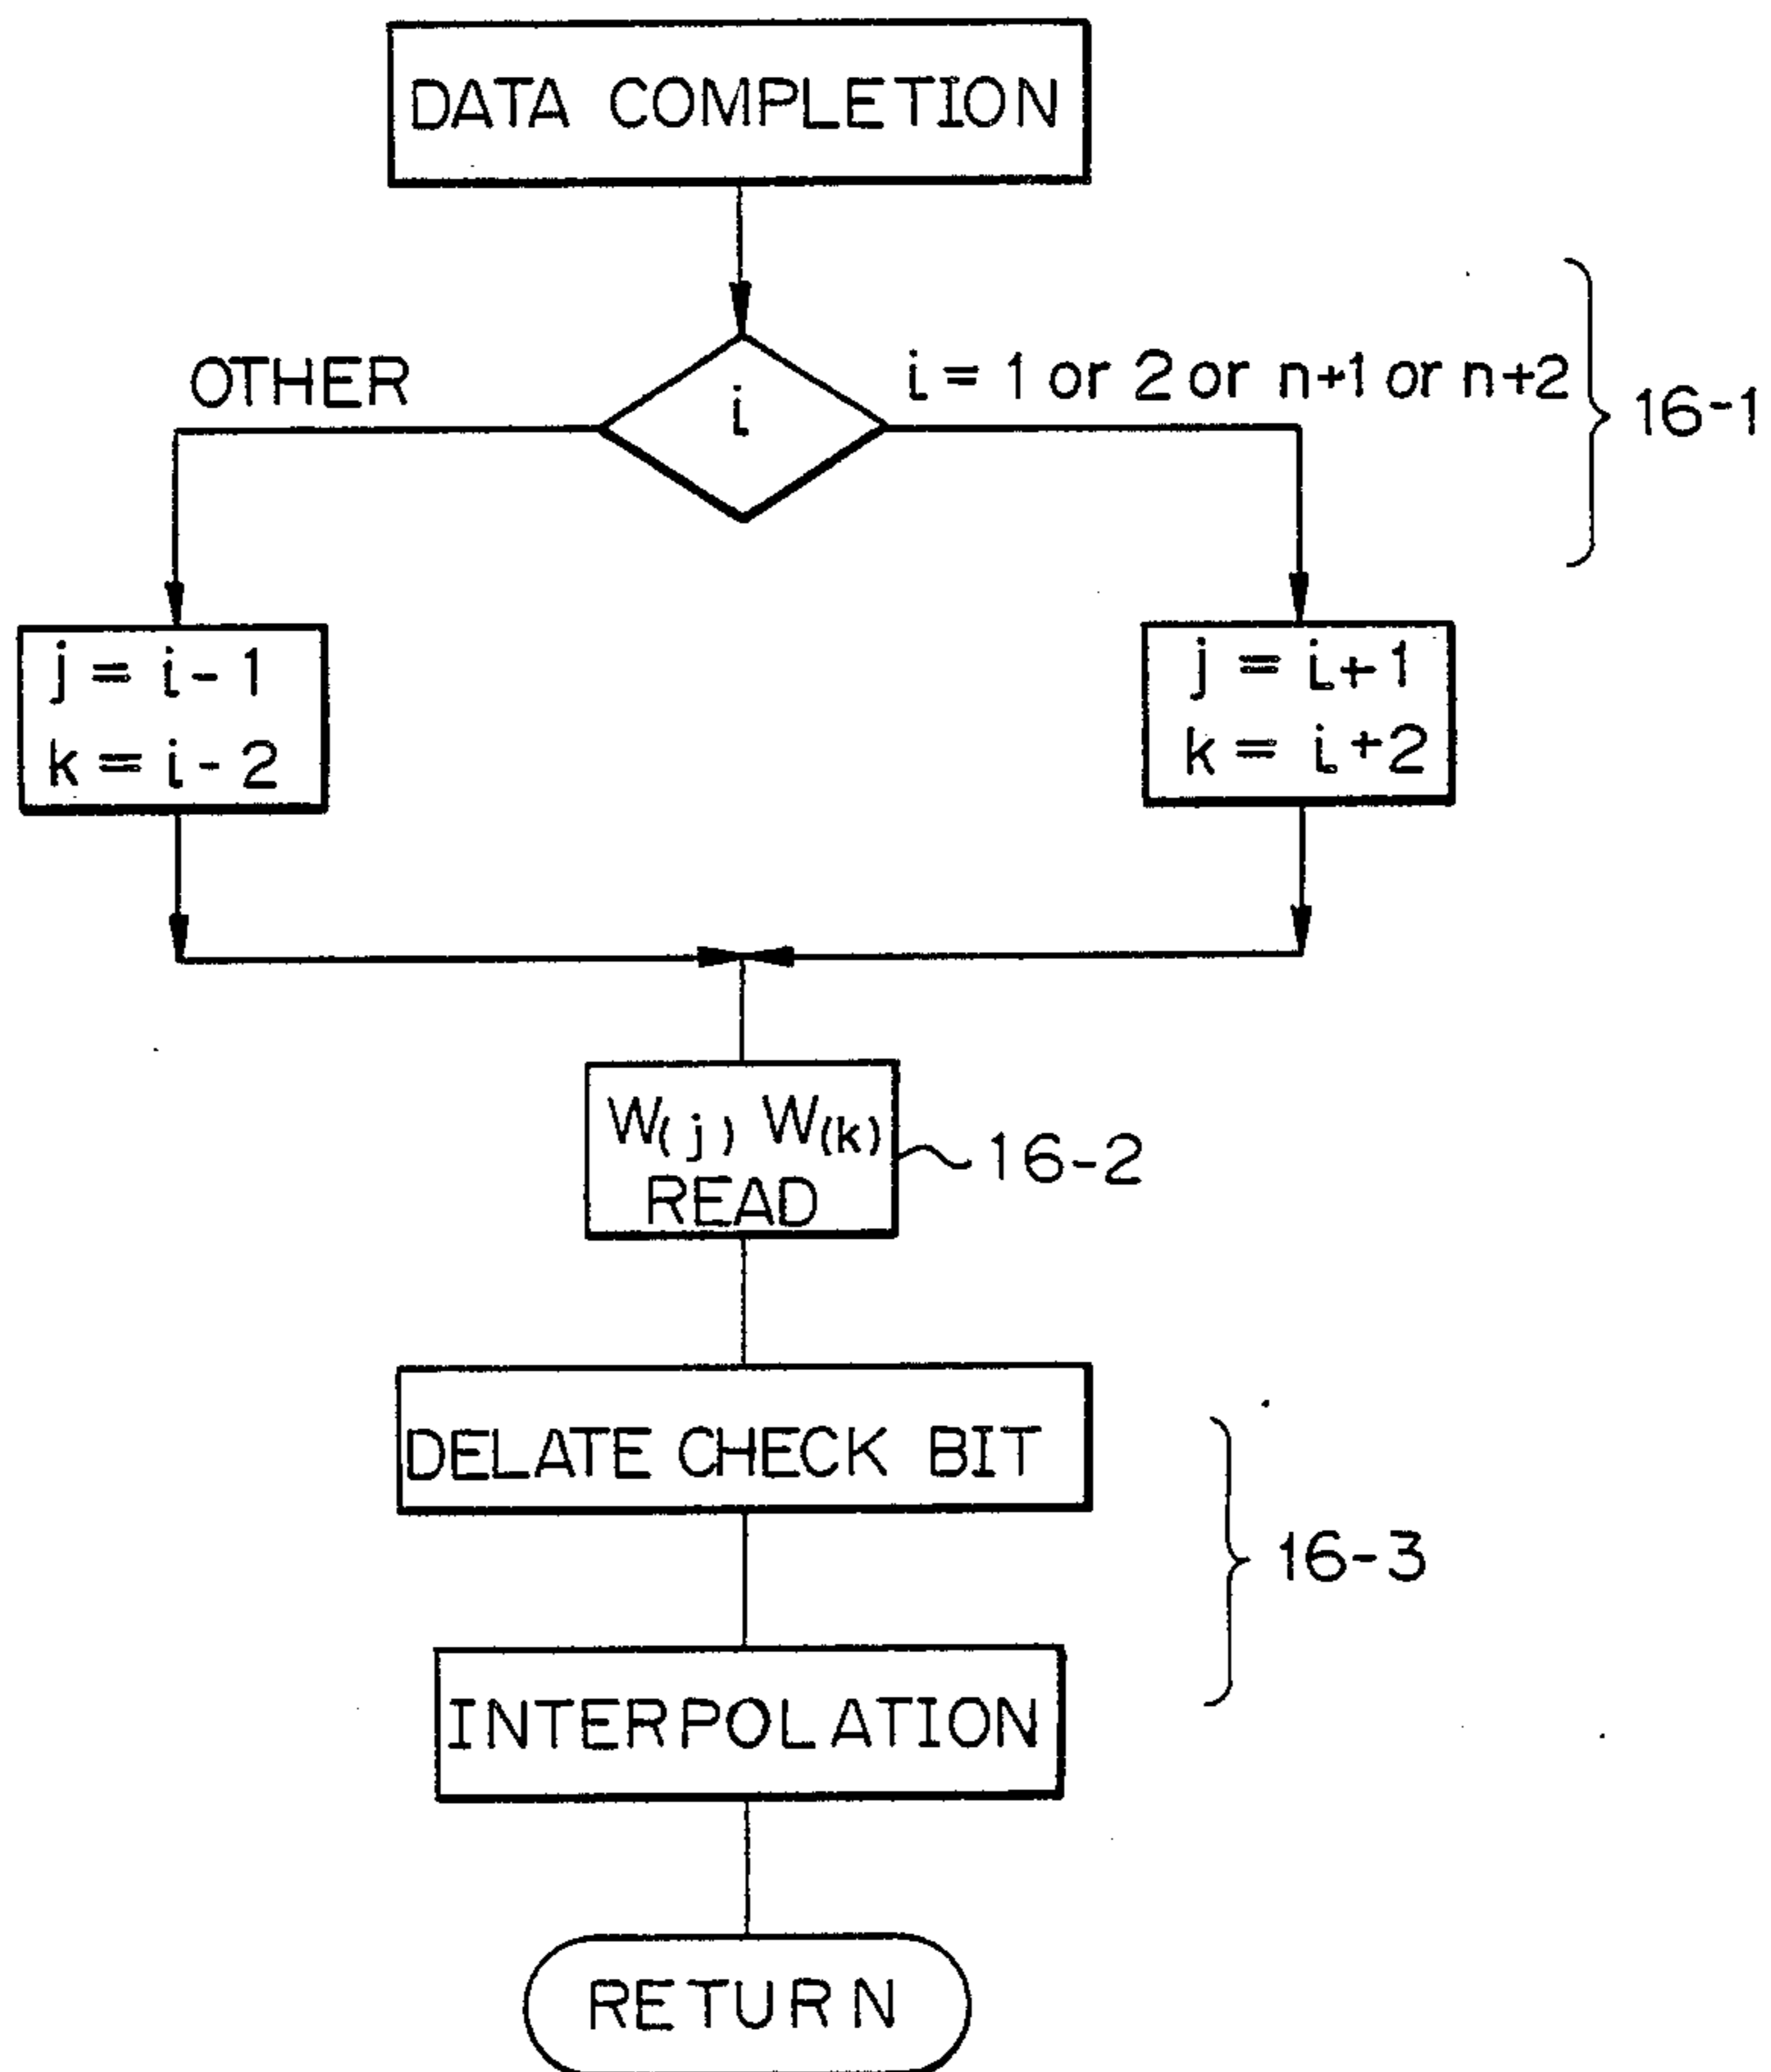 DATA COMPLETION
OTHER
i
i = 1 or 2 or n+1 or n+2
16-1
j = i-1
k = i-2
j = i+1
k = i+2
W(j) W(k)
READ
16-2
DELATE CHECK BIT
16-3
INTERPOLATION
RETURN